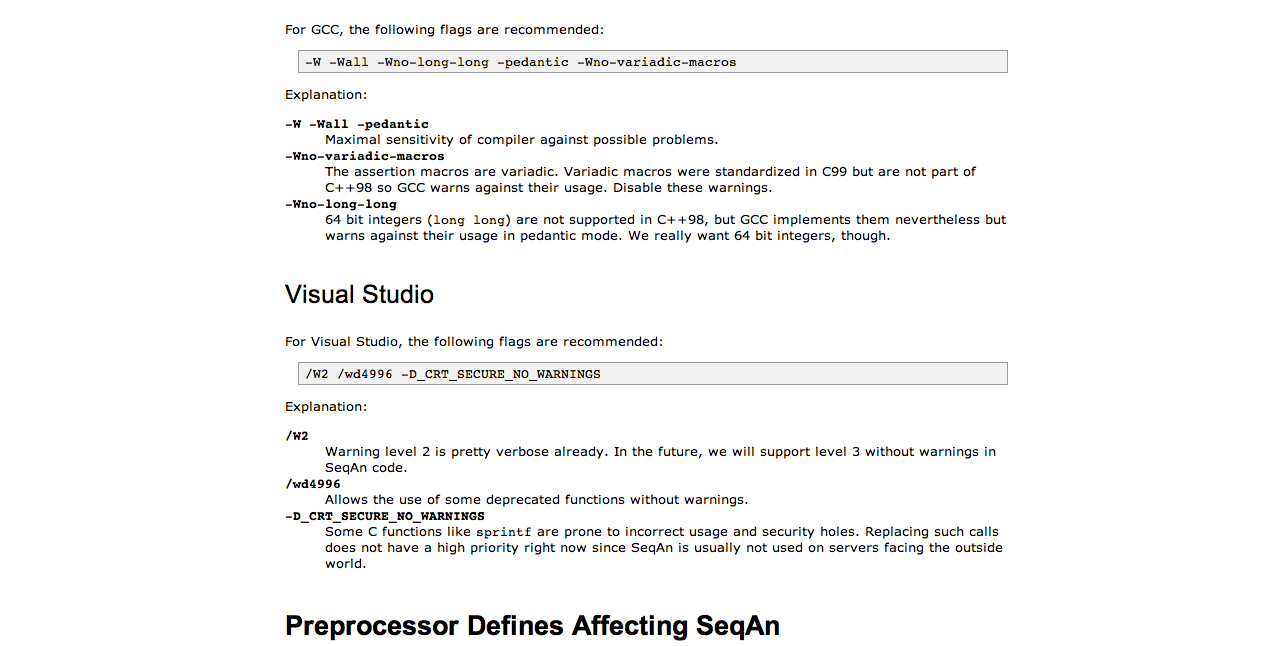 For GCC, the following flags are recommended:
-W -Wall -Wno-long-long -pedantic -Wno-variadic-macros
Explanation:
-W -Wall -pedantic
Maximal sensitivity of compiler against possible problems.
-Wno-variadic-macros
The assertion macros are variadic. Variadic macros were standardized in C99 but are not part of
C++98 so GCC warns against their usage. Disable these warnings.
-Wno-long-long
64 bit integers (long long) are not supported in C++98, but GCC implements them nevertheless but
warns against their usage in pedantic mode. We really want 64 bit integers, though.
Visual Studio
For Visual Studio, the following flags are recommended:
/W2 /wd4996 -D_CRT_SECURE_NO_WARNINGS
Explanation:
/W2
Warning level 2 is pretty verbose already. In the future, we will support level 3 without warnings in
SeqAn code.
/wd4996
Allows the use of some deprecated functions without warnings.
-D_CRT_SECURE_NO_WARNINGS
Some C functions like sprintf are prone to incorrect usage and security holes. Replacing such calls
does not have a high priority right now since SeqAn is usually not used on servers facing the outside
world.
Preprocessor Defines Affecting SeqAn